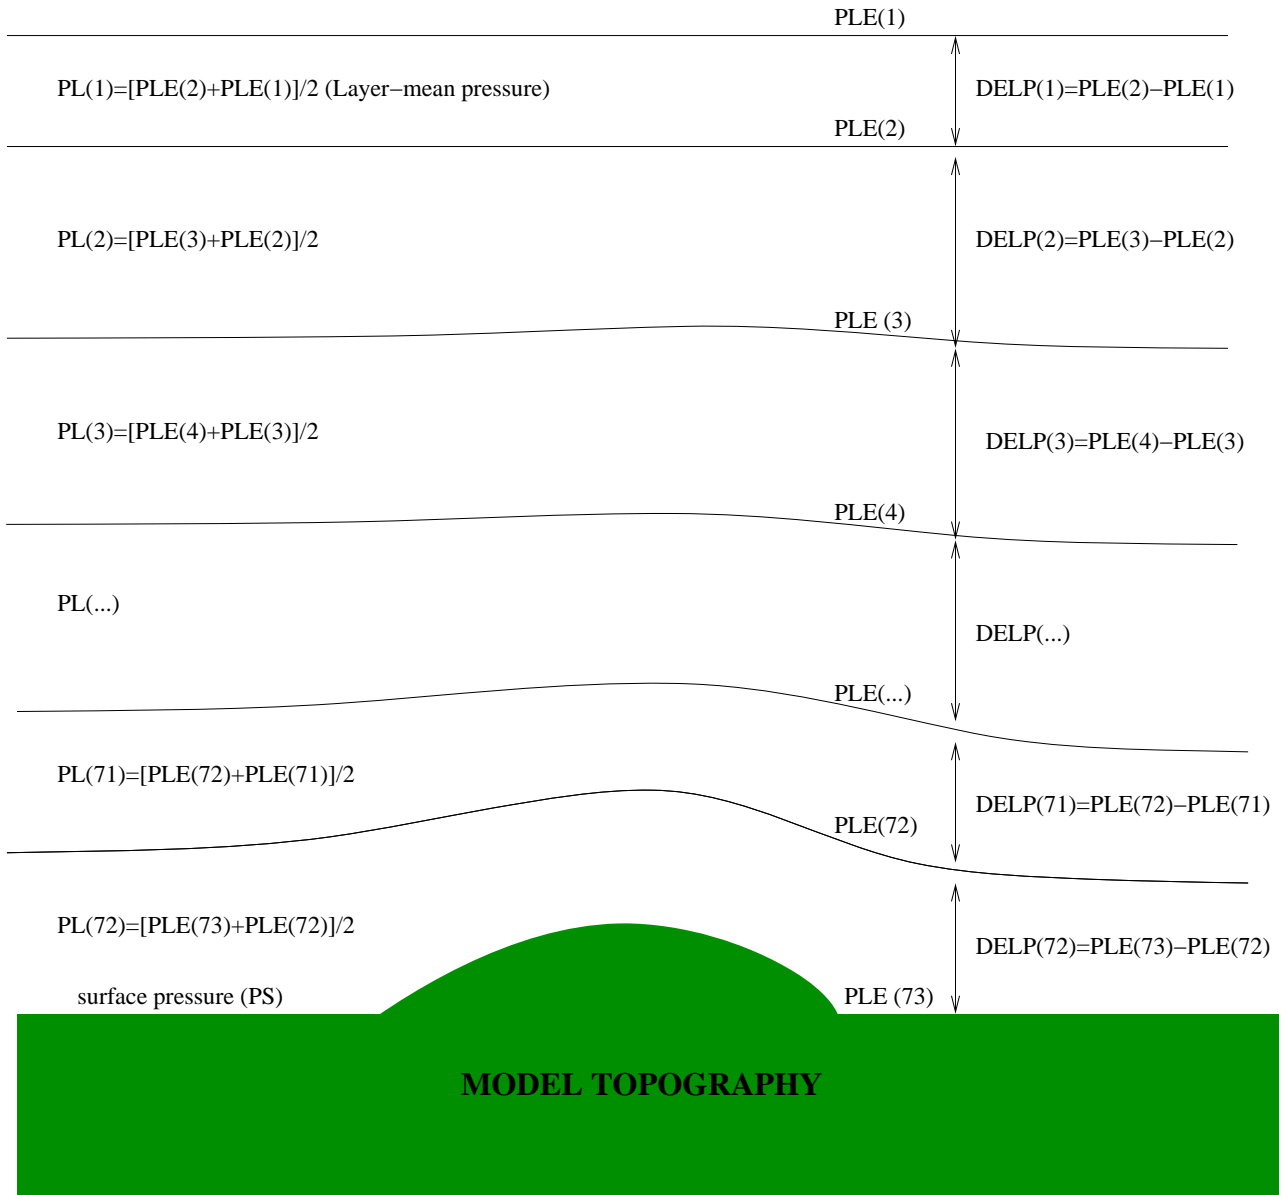 PLE(1)
PL(1)=[PLE(2)+PLE(1)]/2 (Layer−mean pressure)
DELP(1)=PLE(2)−PLE(1)
PLE(2)
PL(2)=[PLE(3)+PLE(2)]/2
DELP(2)=PLE(3)−PLE(2)
PLE (3)
PL(3)=[PLE(4)+PLE(3)]/2
DELP(3)=PLE(4)−PLE(3)
PLE(4)
PL(...)
DELP(...)
PLE(...)
PL(71)=[PLE(72)+PLE(71)]/2
DELP(71)=PLE(72)−PLE(71)
PLE(72)
PL(72)=[PLE(73)+PLE(72)]/2
DELP(72)=PLE(73)−PLE(72)
surface pressure (PS)
PLE (73)
MODEL TOPOGRAPHY